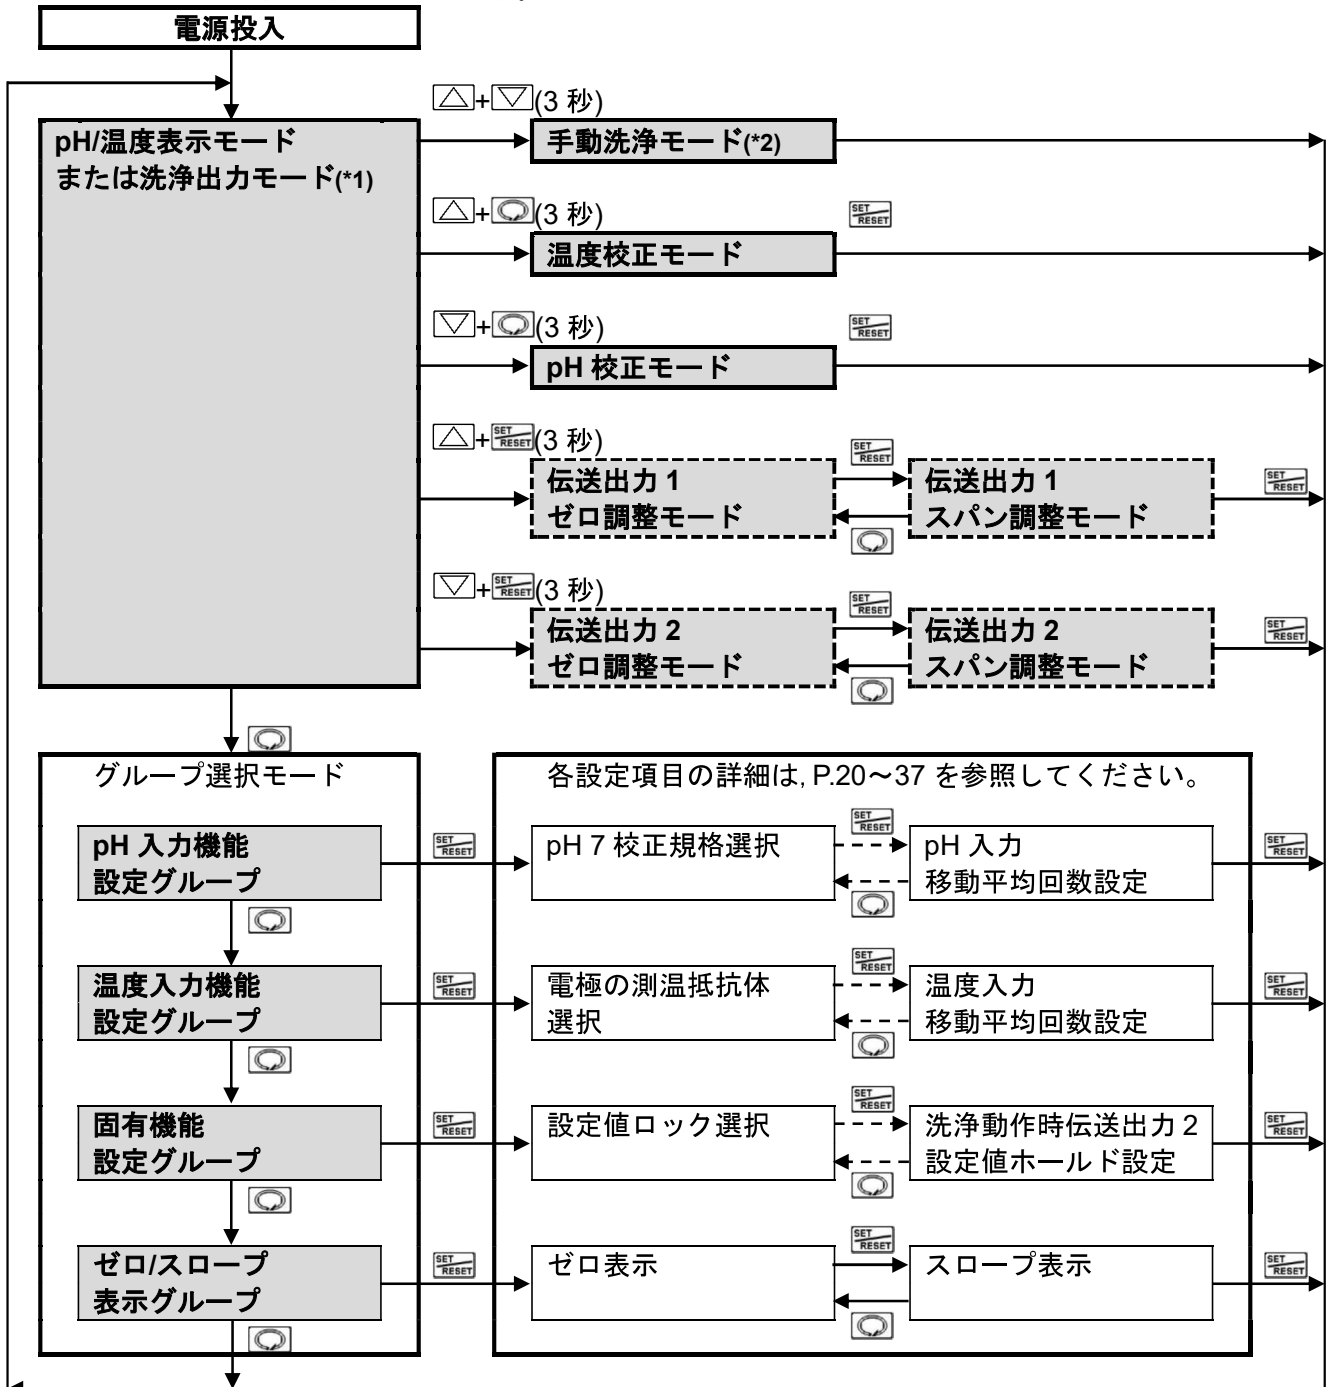 電源投入
+ (3 秒)
pH/温度表示モード
または洗浄出力モード(*1)
手動洗浄モード(*2)
+ (3 秒)
SET RESET
温度校正モード
+ (3 秒)
SET RESET
pH 校正モード
+ SET RESET (3 秒)
SET RESET
伝送出力 1
ゼロ調整モード
伝送出力 1
スパン調整モード
SET RESET
+ SET RESET (3 秒)
SET RESET
伝送出力 2
ゼロ調整モード
伝送出力 2
スパン調整モード
SET RESET
グループ選択モード
各設定項目の詳細は, P.20～37 を参照してください。
pH 入力機能
設定グループ
SET RESET
pH 7 校正規格選択
SET RESET
pH 入力
移動平均回数設定
SET RESET
温度入力機能
設定グループ
SET RESET
電極の測温抵抗体
選択
SET RESET
温度入力
移動平均回数設定
SET RESET
固有機能
設定グループ
SET RESET
設定値ロック選択
SET RESET
洗浄動作時伝送出力 2
設定値ホールド設定
SET RESET
ゼロ/スロープ
表示グループ
SET RESET
ゼロ表示
SET RESET
スロープ表示
SET RESET